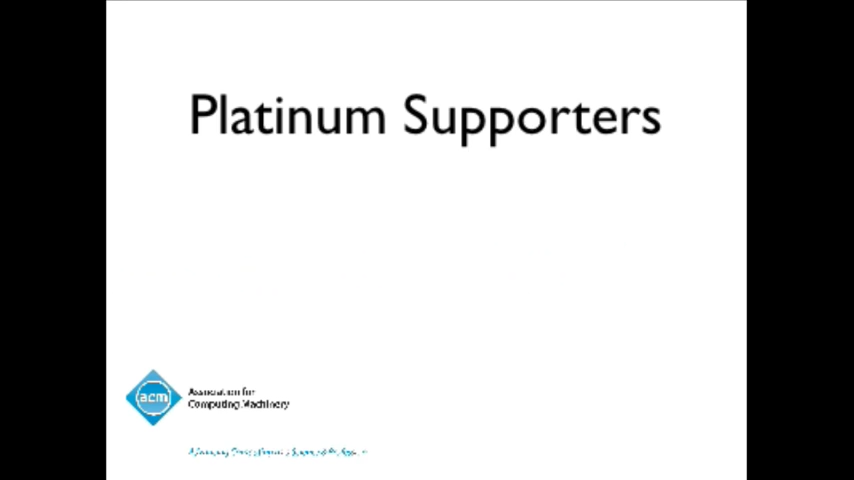 Platinum Supporters
acm
Association for
Computing Machinery